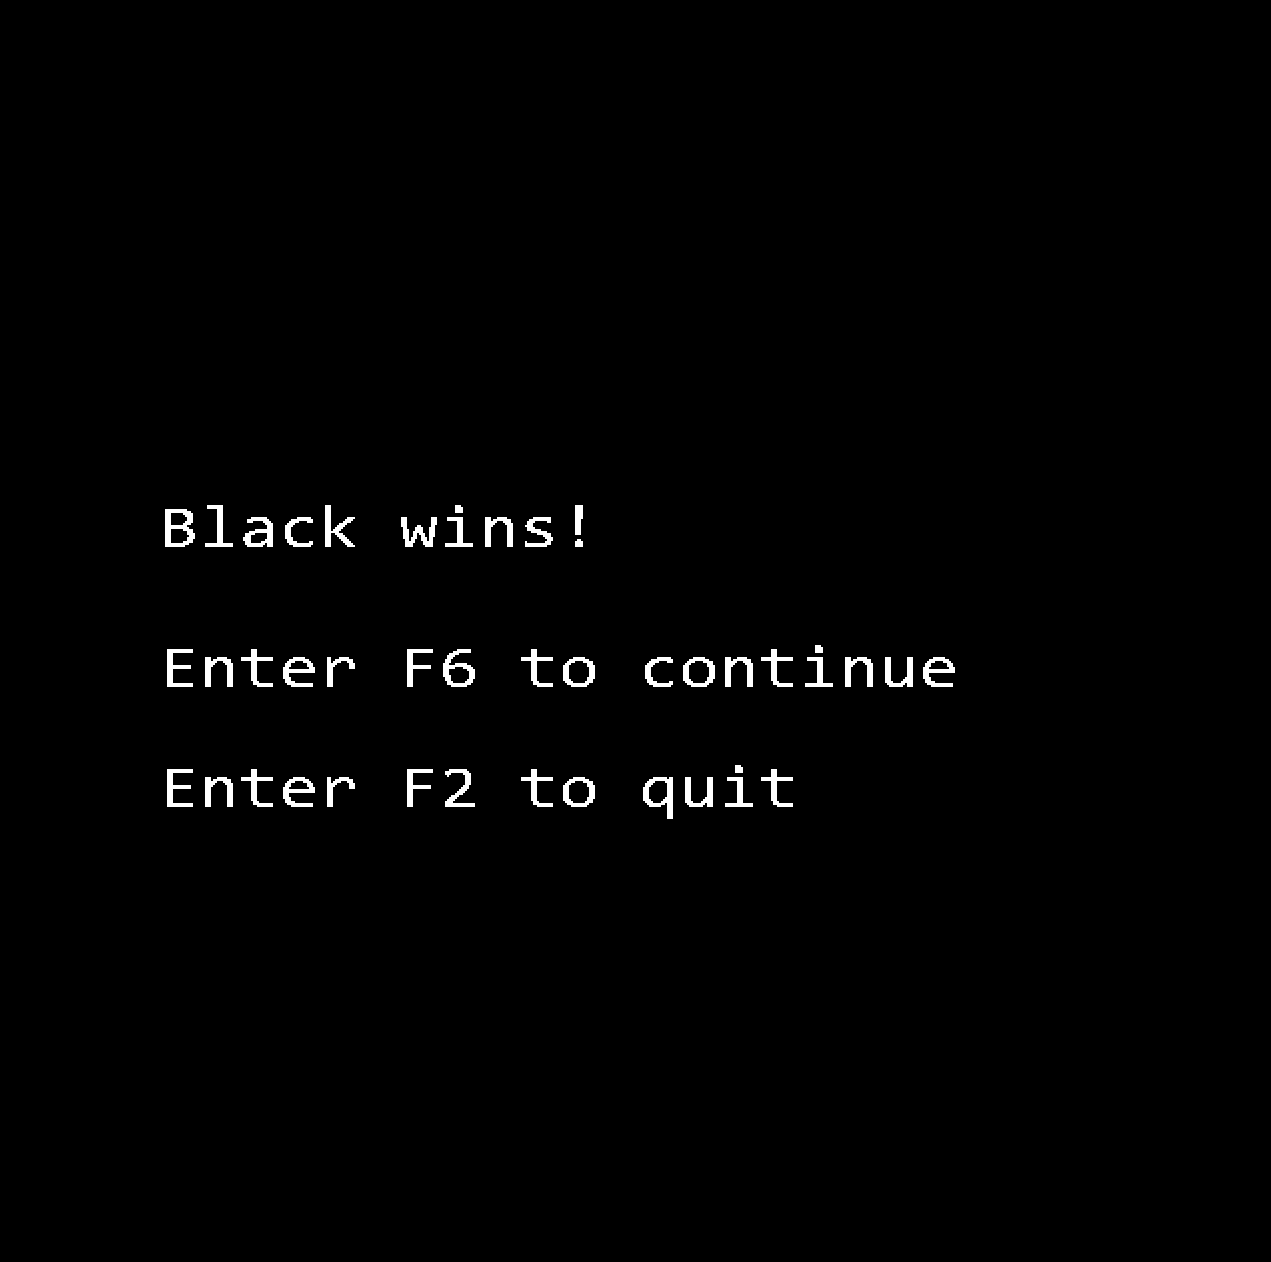 Black wins!
Enter F6 to continue
Enter F2 to quit